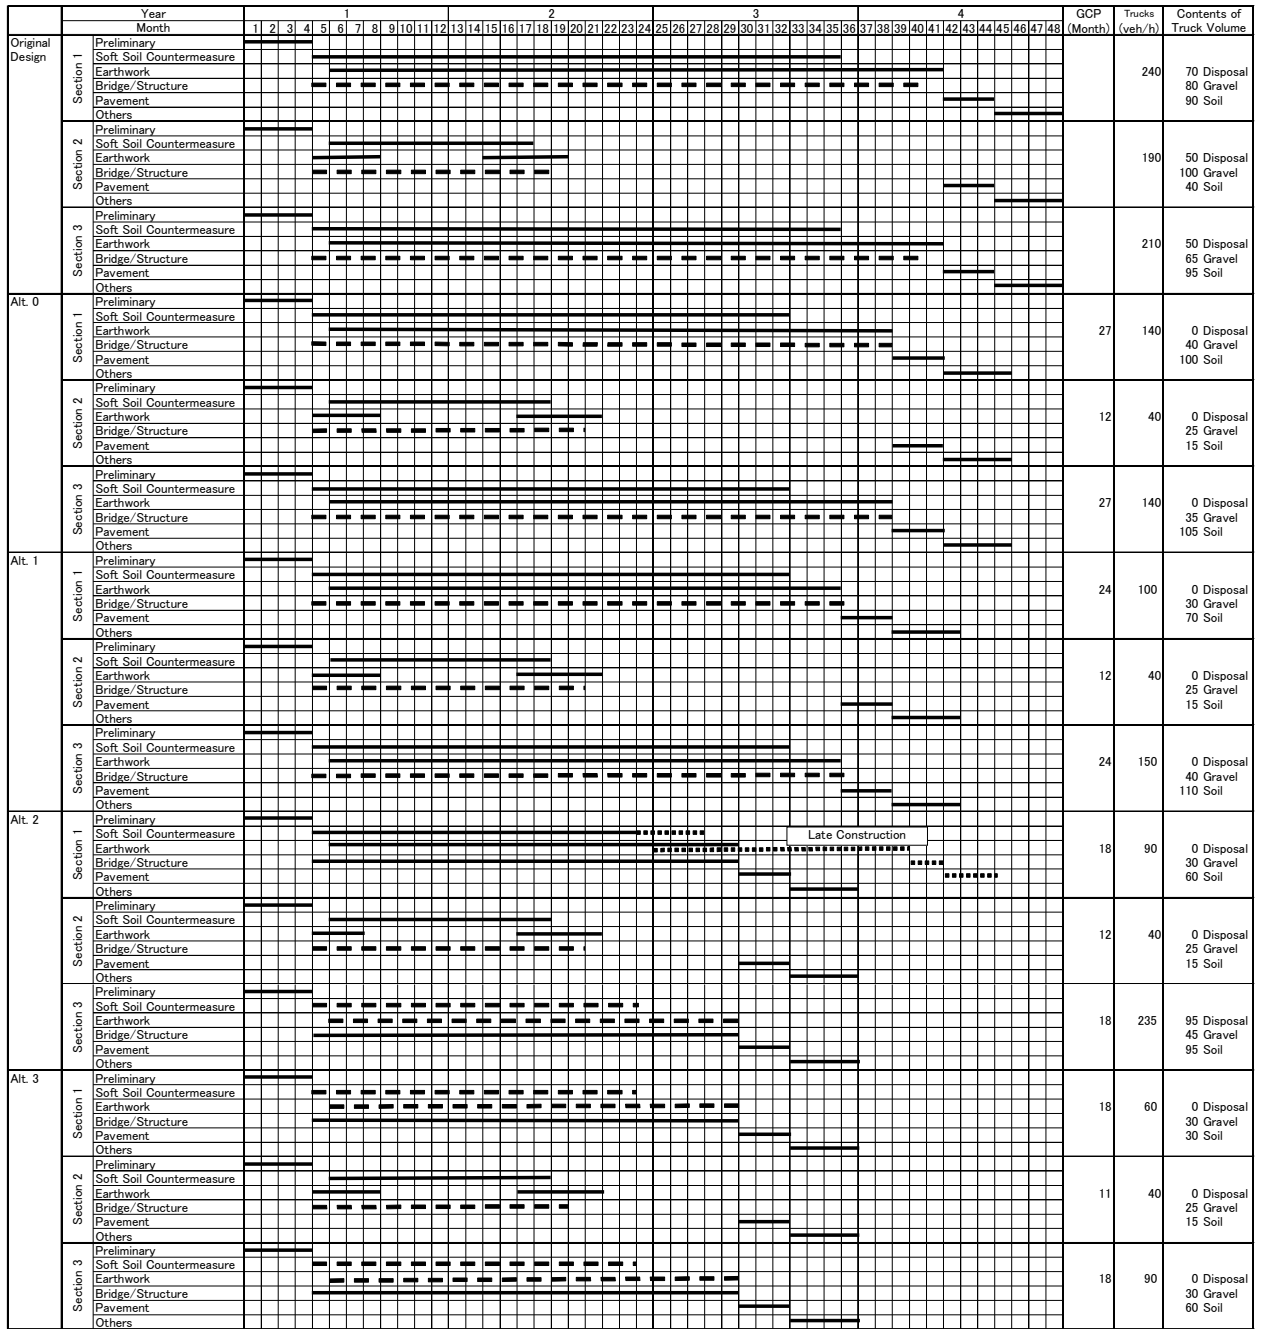 Year 1 2 3 4 GCP Trucks Contents of
Month 1 2 3 4 5 6 7 8 9 10 11 12 13 14 15 16 17 18 19 20 21 22 23 24 25 26 27 28 29 30 31 32 33 34 35 36 37 38 39 40 41 42 43 44 45 46 47 48 (Month) (veh/h) Truck Volume
Original Design
Section 1
Preliminary
Soft Soil Countermeasure
Earthwork 240 70 Disposal
Bridge/Structure 80 Gravel
Pavement 90 Soil
Others
Section 2
Preliminary
Soft Soil Countermeasure
Earthwork 190 50 Disposal
Bridge/Structure 100 Gravel
Pavement 40 Soil
Others
Section 3
Preliminary
Soft Soil Countermeasure
Earthwork 210 50 Disposal
Bridge/Structure 65 Gravel
Pavement 95 Soil
Others
Alt. 0
Section 1
Preliminary
Soft Soil Countermeasure
Earthwork 27 140 0 Disposal
Bridge/Structure 40 Gravel
Pavement 100 Soil
Others
Section 2
Preliminary
Soft Soil Countermeasure
Earthwork 12 40 0 Disposal
Bridge/Structure 25 Gravel
Pavement 15 Soil
Others
Section 3
Preliminary
Soft Soil Countermeasure
Earthwork 27 140 0 Disposal
Bridge/Structure 35 Gravel
Pavement 105 Soil
Others
Alt. 1
Section 1
Preliminary
Soft Soil Countermeasure
Earthwork 24 100 0 Disposal
Bridge/Structure 30 Gravel
Pavement 70 Soil
Others
Section 2
Preliminary
Soft Soil Countermeasure
Earthwork 12 40 0 Disposal
Bridge/Structure 25 Gravel
Pavement 15 Soil
Others
Section 3
Preliminary
Soft Soil Countermeasure
Earthwork 24 150 0 Disposal
Bridge/Structure 40 Gravel
Pavement 110 Soil
Others
Alt. 2
Section 1
Preliminary
Soft Soil Countermeasure Late Construction
Earthwork 18 90 0 Disposal
Bridge/Structure 30 Gravel
Pavement 60 Soil
Others
Section 2
Preliminary
Soft Soil Countermeasure
Earthwork 12 40 0 Disposal
Bridge/Structure 25 Gravel
Pavement 15 Soil
Others
Section 3
Preliminary
Soft Soil Countermeasure
Earthwork 18 235 95 Disposal
Bridge/Structure 45 Gravel
Pavement 95 Soil
Others
Alt. 3
Section 1
Preliminary
Soft Soil Countermeasure
Earthwork 18 60 0 Disposal
Bridge/Structure 30 Gravel
Pavement 30 Soil
Others
Section 2
Preliminary
Soft Soil Countermeasure
Earthwork 11 40 0 Disposal
Bridge/Structure 25 Gravel
Pavement 15 Soil
Others
Section 3
Preliminary
Soft Soil Countermeasure
Earthwork 18 90 0 Disposal
Bridge/Structure 30 Gravel
Pavement 60 Soil
Others